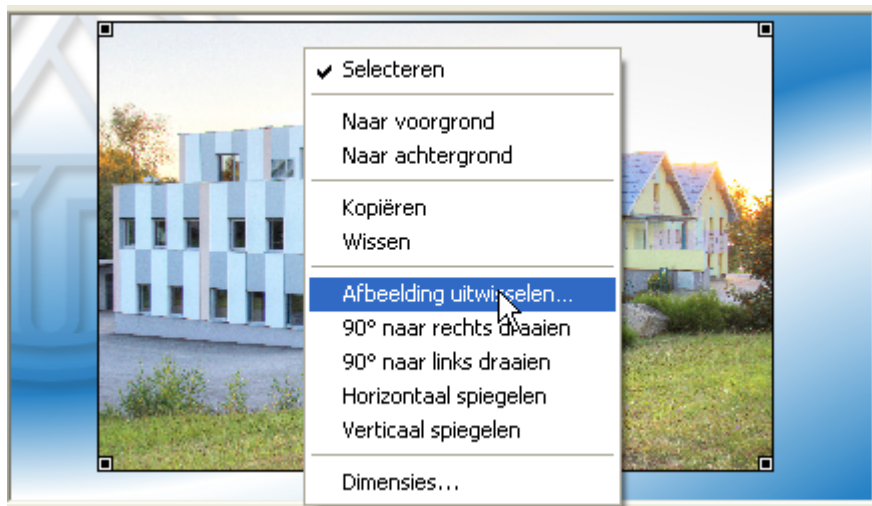 Selecteren
Naar voorgrond
Naar achtergrond
Kopiëren
Wissen
Afbeelding uitwisselen...
90° naar rechts draaien
90° naar links draaien
Horizontaal spiegelen
Verticaal spiegelen
Dimensies...